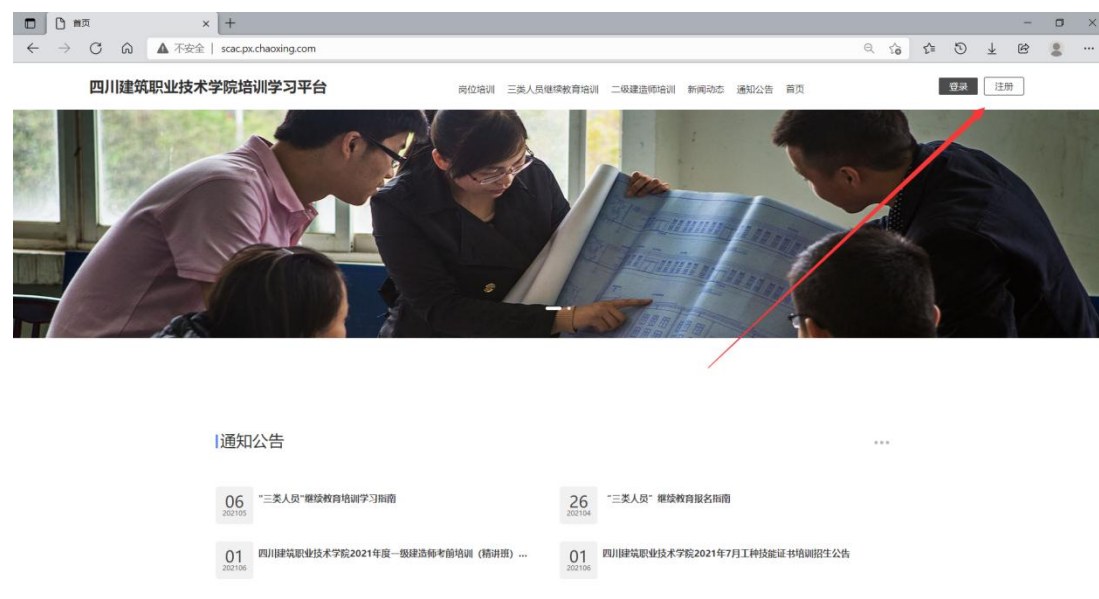 首页
不安全 | scac.px.chaoxing.com
四川建筑职业技术学院培训学习平台
岗位培训 三类人员继续教育培训 二级建造师培训 新闻动态 通知公告 首页
登录 注册
通知公告
06 "三类人员"继续教育培训学习指南
202105
26 "三类人员"继续教育报名指南
202104
01 四川建筑职业技术学院2021年度一级建造师考前培训（精讲班）...
202106
01 四川建筑职业技术学院2021年7月工种技能证书培训招生公告
202106